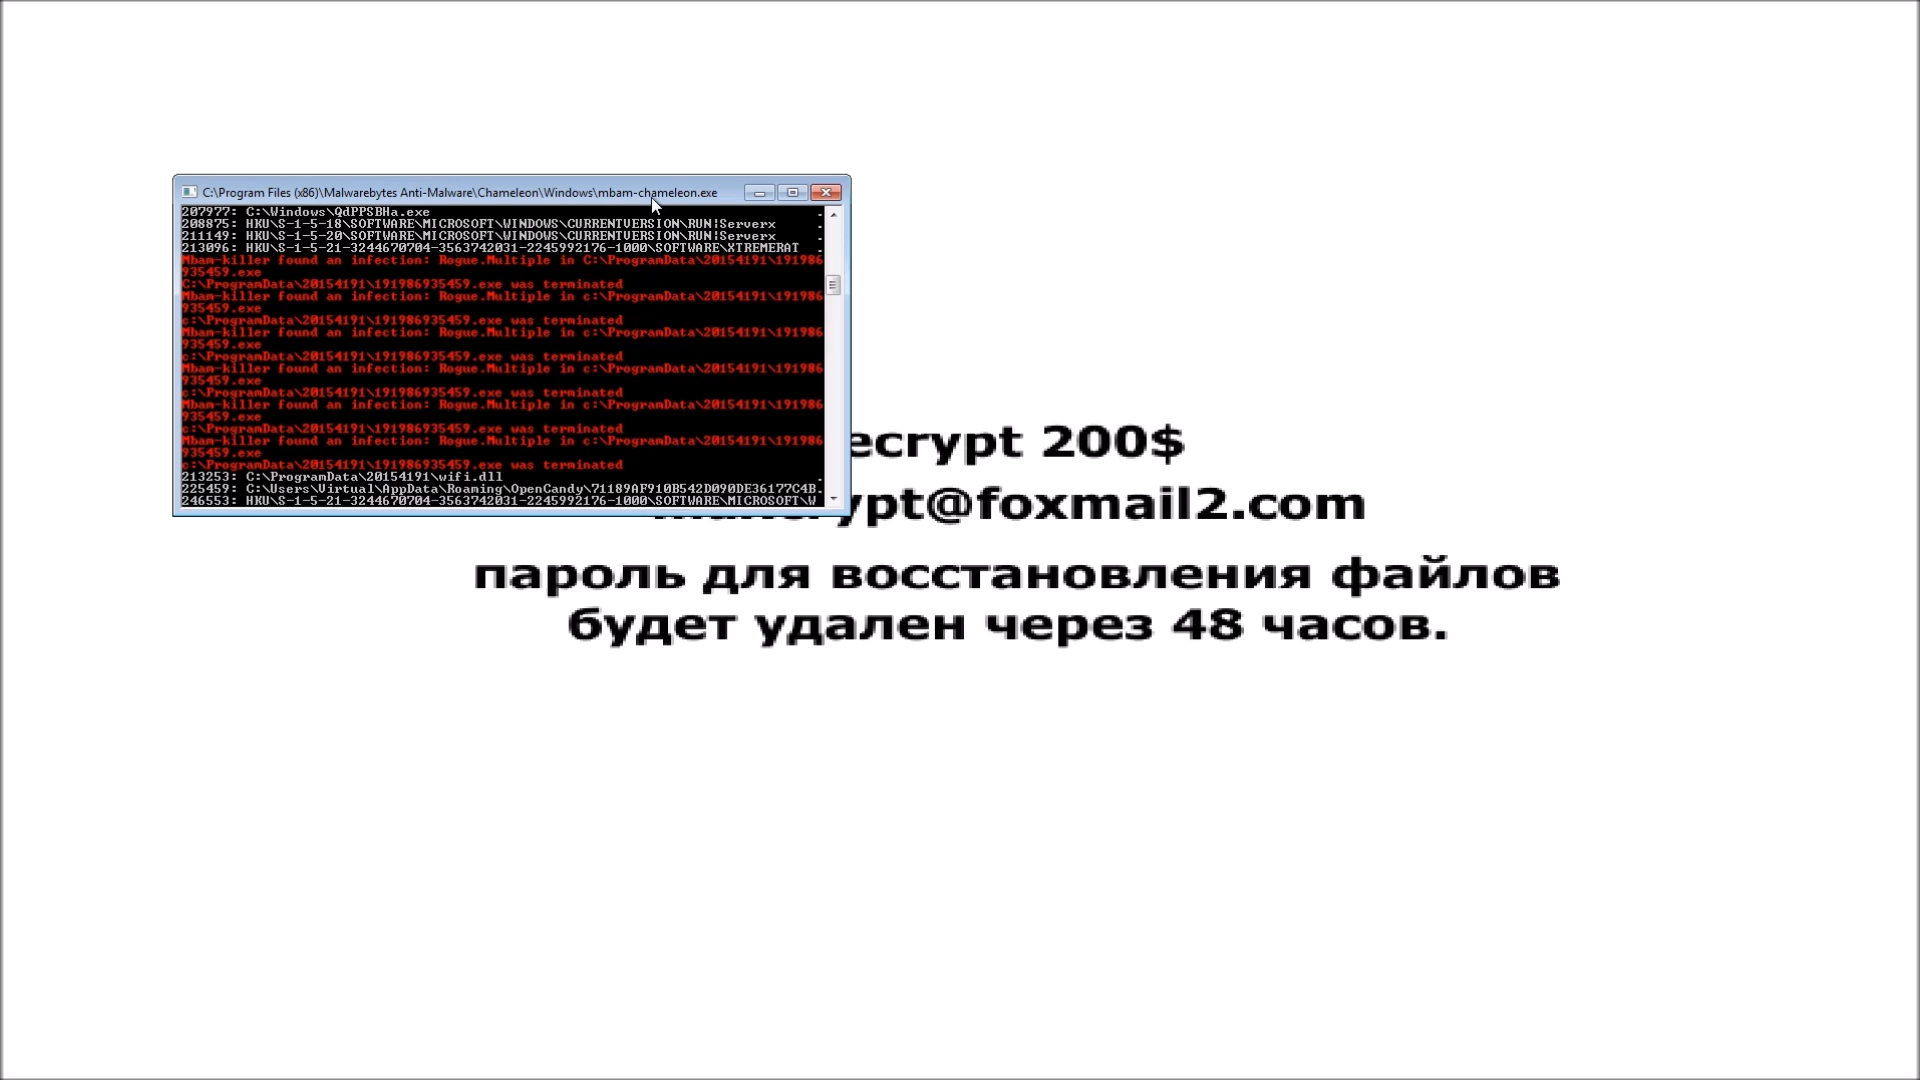 C:\Program Files (x86)\Malwarebytes Anti-Malware\Chameleon\Windows\mbam-chameleon.exe
207977: C:\Windows\QdPPSBHa.exe .
208875: HKU\S-1-5-18\SOFTWARE\MICROSOFT\WINDOWS\CURRENTVERSION\RUN|Serverx .
211149: HKU\S-1-5-20\SOFTWARE\MICROSOFT\WINDOWS\CURRENTVERSION\RUN|Serverx .
213096: HKU\S-1-5-21-3244670704-3563742031-2245992176-1000\SOFTWARE\XTREMERAT .
Mbam-killer found an infection: Rogue.Multiple in C:\ProgramData\20154191\191986
935459.exe
C:\ProgramData\20154191\191986935459.exe was terminated
Mbam-killer found an infection: Rogue.Multiple in c:\ProgramData\20154191\191986
935459.exe
c:\ProgramData\20154191\191986935459.exe was terminated
Mbam-killer found an infection: Rogue.Multiple in c:\ProgramData\20154191\191986
935459.exe
c:\ProgramData\20154191\191986935459.exe was terminated
Mbam-killer found an infection: Rogue.Multiple in c:\ProgramData\20154191\191986
935459.exe
c:\ProgramData\20154191\191986935459.exe was terminated
Mbam-killer found an infection: Rogue.Multiple in c:\ProgramData\20154191\191986
935459.exe
c:\ProgramData\20154191\191986935459.exe was terminated
Mbam-killer found an infection: Rogue.Multiple in c:\ProgramData\20154191\191986
935459.exe
c:\ProgramData\20154191\191986935459.exe was terminated
213253: C:\ProgramData\20154191\wifi.dll .
225459: C:\Users\Virtual\AppData\Roaming\OpenCandy\71189AF910B542D090DE36177C4B.
246553: HKU\S-1-5-21-3244670704-3563742031-2245992176-1000\SOFTWARE\MICROSOFT\W
ecrypt 200$
pt@foxmail2.com
пароль для восстановления файлов
будет удален через 48 часов.